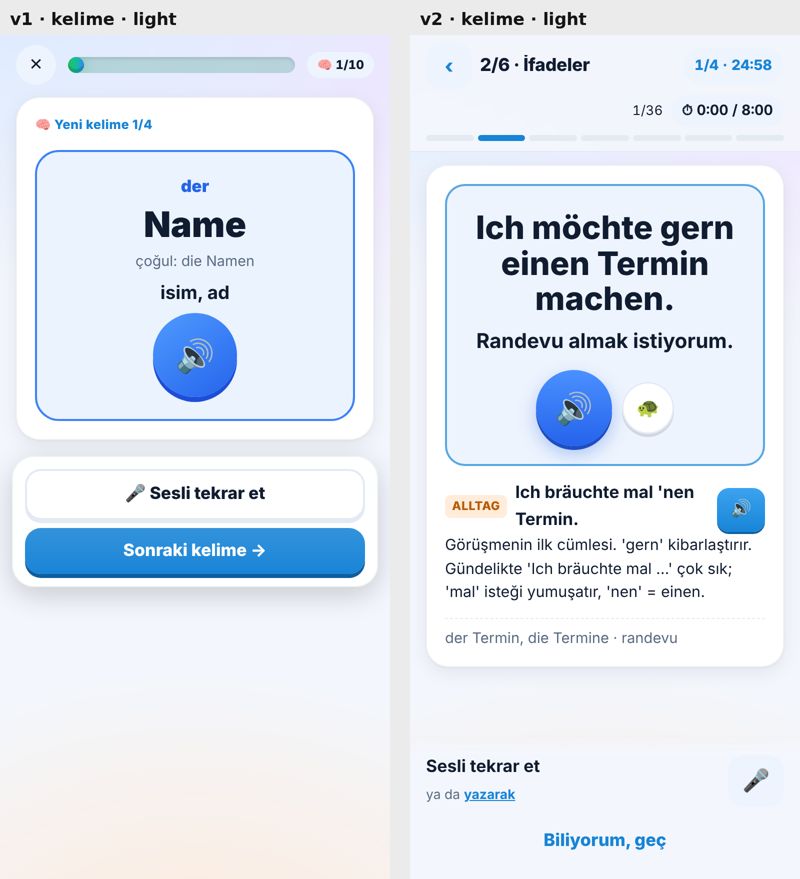 v1 · kelime · light
✕
🧠 1/10
🧠 Yeni kelime 1/4
der
Name
çoğul: die Namen
isim, ad
🎤 Sesli tekrar et
Sonraki kelime →
v2 · kelime · light
‹ 2/6 · İfadeler 1/4 · 24:58
1/36 ⏱ 0:00 / 8:00
Ich möchte gern
einen Termin
machen.
Randevu almak istiyorum.
ALLTAG Ich bräuchte mal 'nen
Termin.
Görüşmenin ilk cümlesi. 'gern' kibarlaştırır.
Gündelikte 'Ich bräuchte mal ...' çok sık;
'mal' isteği yumuşatır, 'nen' = einen.
der Termin, die Termine · randevu
Sesli tekrar et
ya da yazarak
Biliyorum, geç